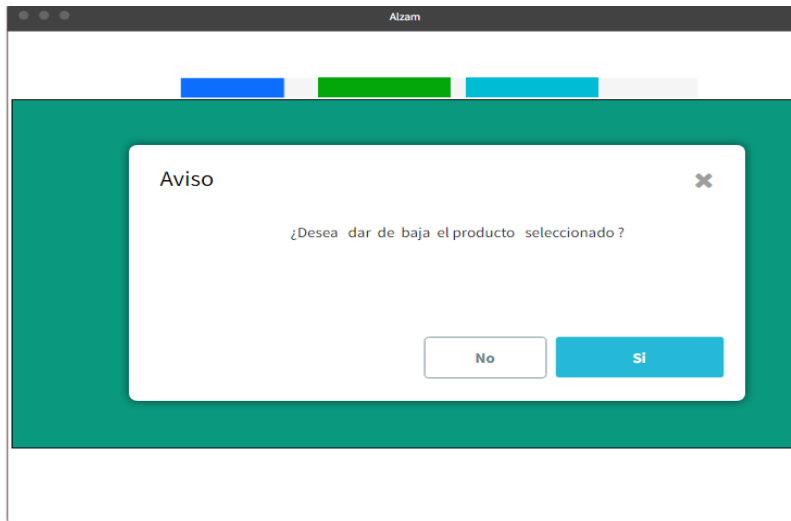 Alzam
Aviso
¿Desea dar de baja el producto seleccionado ?
No
Si